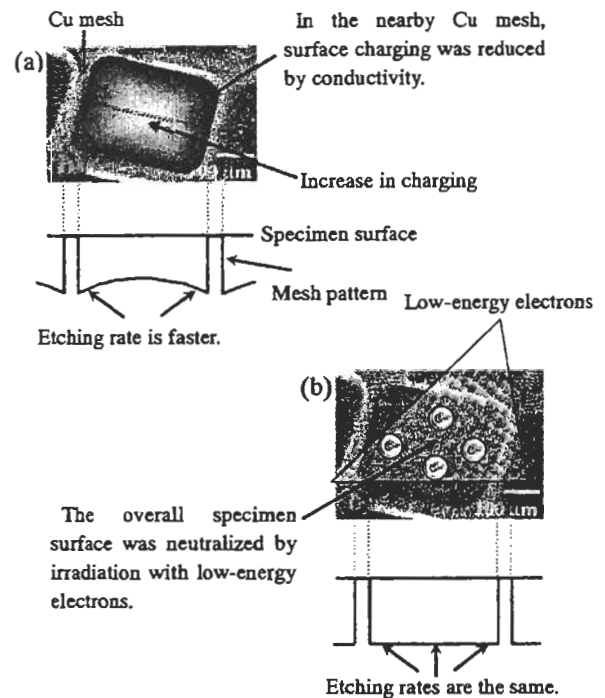 Cu mesh
In the nearby Cu mesh,
surface charging was reduced
by conductivity.
(a)
Increase in charging
Specimen surface
Mesh pattern
Etching rate is faster.
Low-energy electrons
(b)
The overall specimen
surface was neutralized by
irradiation with low-energy
electrons.
Etching rates are the same.